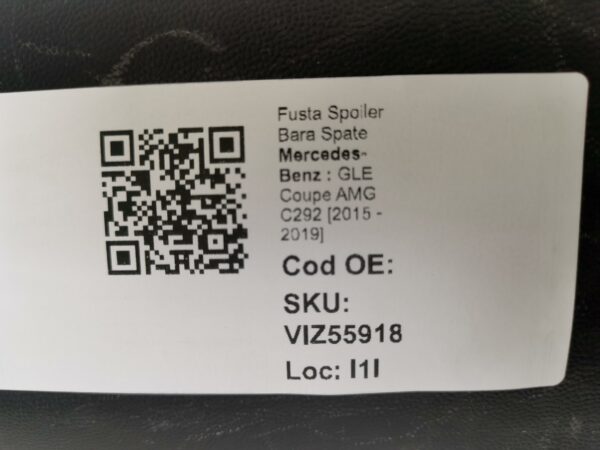 Fusta Spoiler
Bara Spate
Mercedes-
Benz : GLE
Coupe AMG
C292 [2015 -
2019]
Cod OE:
SKU:
VIZ55918
Loc: I1I